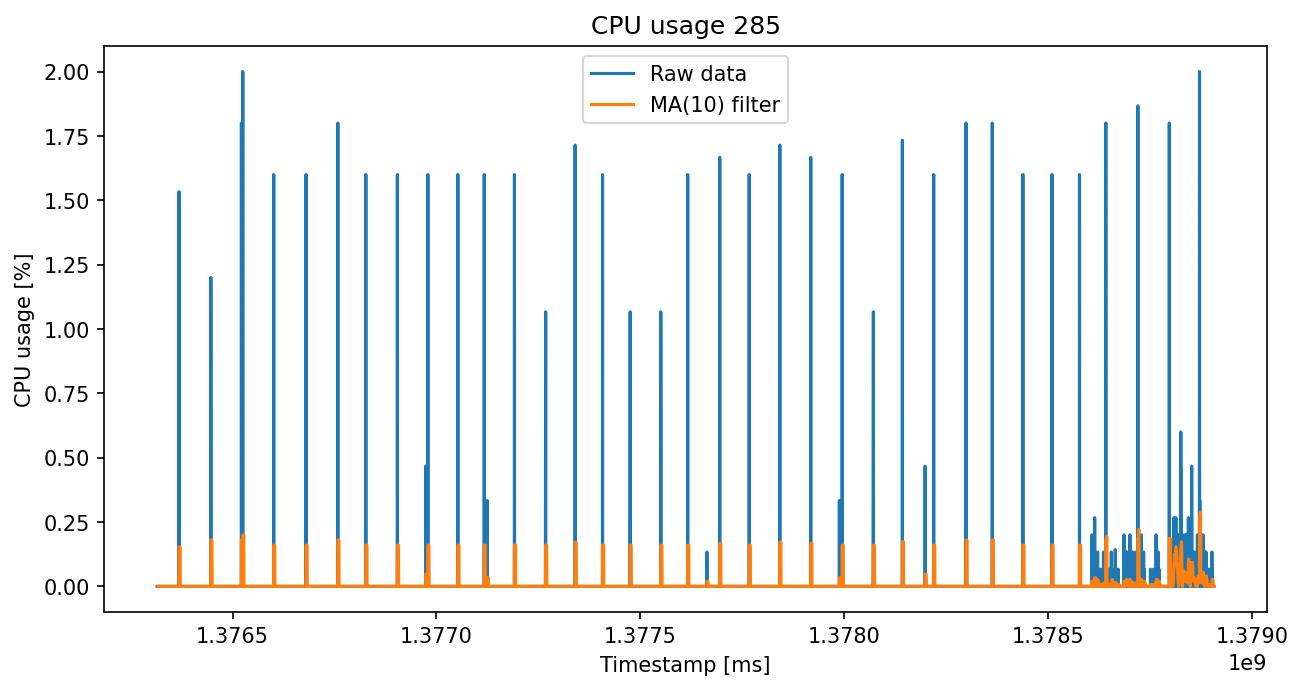 CPU usage 285
Raw data
MA(10) filter
CPU usage [%]
2.00
1.75
1.50
1.25
1.00
0.75
0.50
0.25
0.00
1.3765 1.3770 1.3775 1.3780 1.3785 1.3790
1e9
Timestamp [ms]